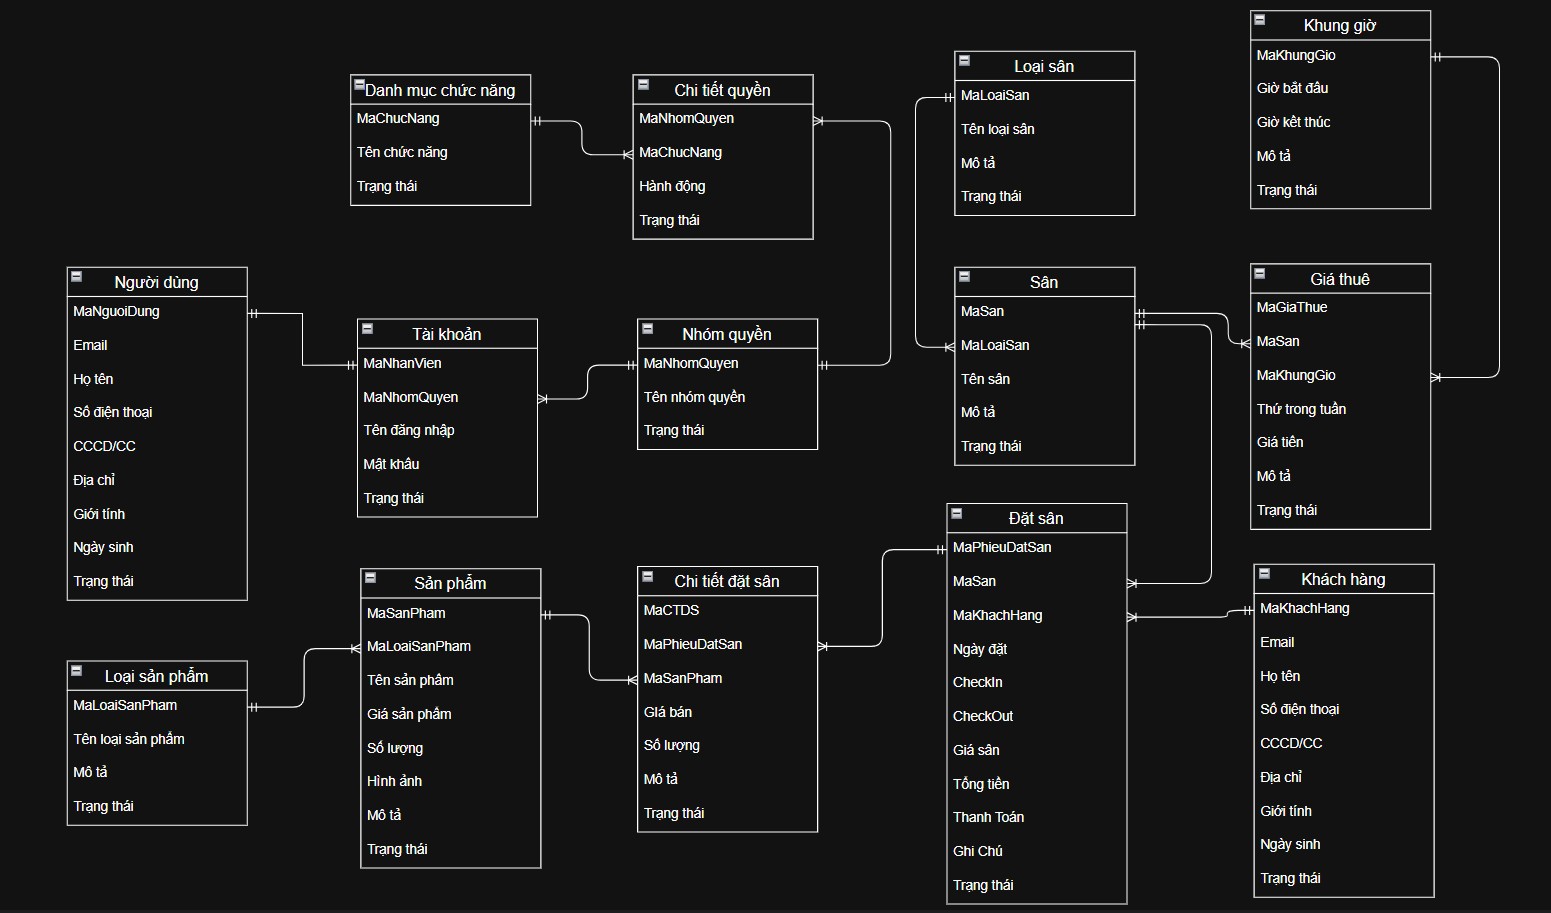 Danh mục chức năng
MaChucNang
Tên chức năng
Trạng thái
Chi tiết quyền
MaNhomQuyen
MaChucNang
Hành động
Trạng thái
Loại sân
MaLoaiSan
Tên loại sân
Mô tả
Trạng thái
Khung giờ
MaKhungGio
Giờ bắt đầu
Giờ kết thúc
Mô tả
Trạng thái
Người dùng
MaNguoiDung
Email
Họ tên
Số điện thoại
CCCD/CC
Địa chỉ
Giới tính
Ngày sinh
Trạng thái
Tài khoản
MaNhanVien
MaNhomQuyen
Tên đăng nhập
Mật khẩu
Trạng thái
Nhóm quyền
MaNhomQuyen
Tên nhóm quyền
Trạng thái
Sân
MaSan
MaLoaiSan
Tên sân
Mô tả
Trạng thái
Giá thuê
MaGiaThue
MaSan
MaKhungGio
Thứ trong tuần
Giá tiền
Mô tả
Trạng thái
Loại sản phẩm
MaLoaiSanPham
Tên loại sản phẩm
Mô tả
Trạng thái
Sản phẩm
MaSanPham
MaLoaiSanPham
Tên sản phẩm
Giá sản phẩm
Số lượng
Hình ảnh
Mô tả
Trạng thái
Chi tiết đặt sân
MaCTDS
MaPhieuDatSan
MaSanPham
GIá bán
Số lượng
Mô tả
Trạng thái
Đặt sân
MaPhieuDatSan
MaSan
MaKhachHang
Ngày đặt
CheckIn
CheckOut
Giá sân
Tổng tiền
Thanh Toán
Ghi Chú
Trạng thái
Khách hàng
MaKhachHang
Email
Họ tên
Số điện thoại
CCCD/CC
Địa chỉ
Giới tính
Ngày sinh
Trạng thái